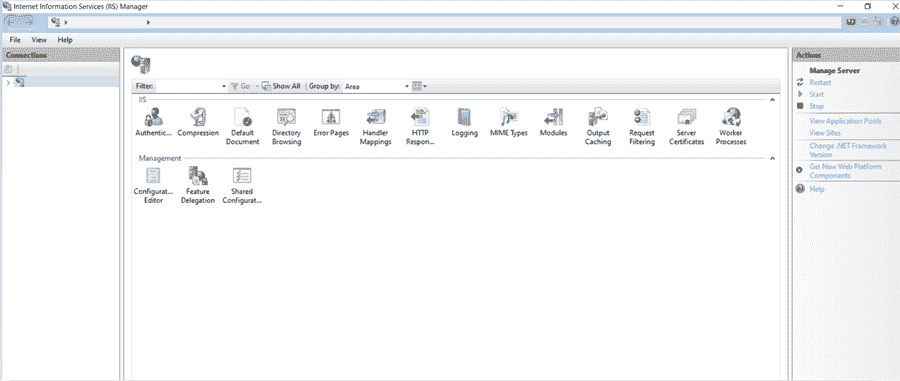 Internet Information Services (IIS) Manager
File View Help
Connections
Filter: Go Show All Group by: Area
IIS
Authentic... Compression Default Document Directory Browsing Error Pages Handler Mappings HTTP Respon... Logging MIME Types Modules Output Caching Request Filtering Server Certificates Worker Processes
Management
Configurat... Editor Feature Delegation Shared Configurat...
Actions
Manage Server
Restart
Start
Stop
View Application Pools
View Sites
Change .NET Framework
Version
Get New Web Platform
Components
Help